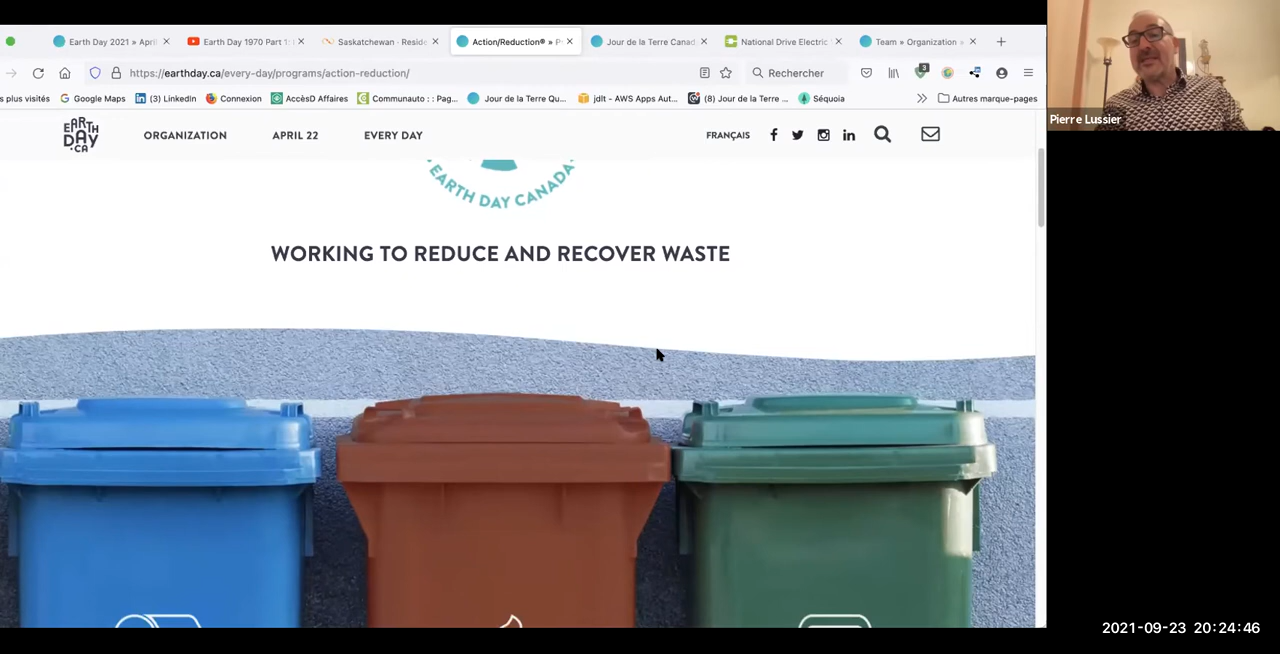 Earth Day 2021 » Apri
Earth Day 1970 Part 1:
Saskatchewan - Reside
Action/Reduction® » P
Jour de la Terre Canad
National Drive Electric
Team » Organization »
https://earthday.ca/every-day/programs/action-reduction/
Rechercher
3
s plus visités
Google Maps
(3) LinkedIn
Connexion
AccèsD Affaires
Communauto : : Pag...
Jour de la Terre Qu...
jdlt - AWS Apps Aut...
(8) Jour de la Terre ...
Séquoia
Autres marque-pages
EARTH DAY .CA
ORGANIZATION
APRIL 22
EVERY DAY
FRANÇAIS
EARTH DAY CANADA
WORKING TO REDUCE AND RECOVER WASTE
Pierre Lussier
2021-09-23 20:24:46